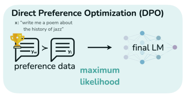 Direct Preference Optimization (DPO)
x: "write me a poem about
the history of jazz"
preference data
maximum
likelihood
final LM